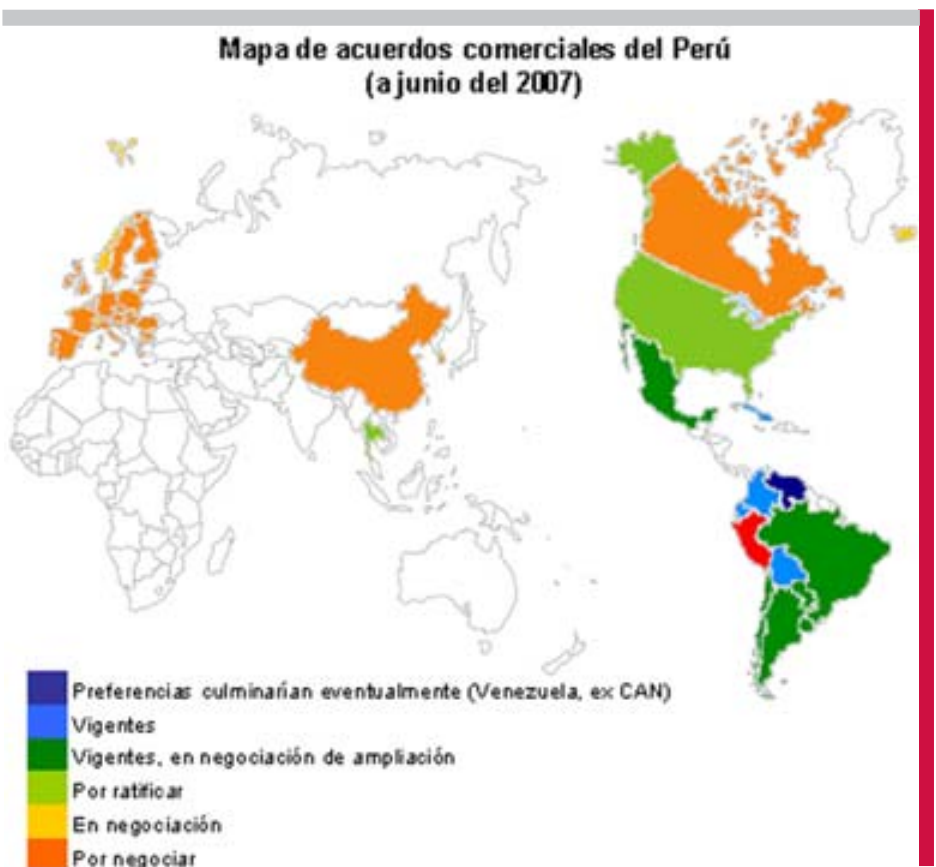 Mapa de acuerdos comerciales del Perú
(a junio del 2007)
Preferencias culminarían eventualmente (Venezuela, ex CAN)
Vigentes
Vigentes, en negociación de ampliación
Por ratificar
En negociación
Por negociar